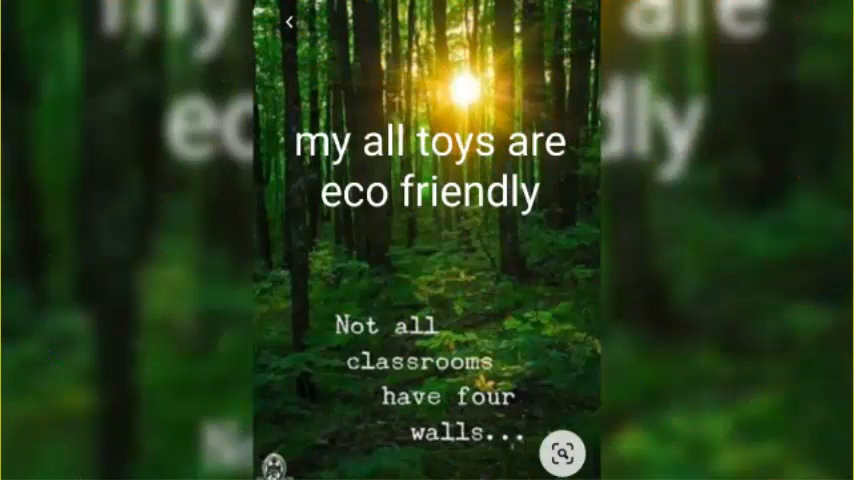 my all toys are
eco friendly
Not all
classrooms
have four
walls...